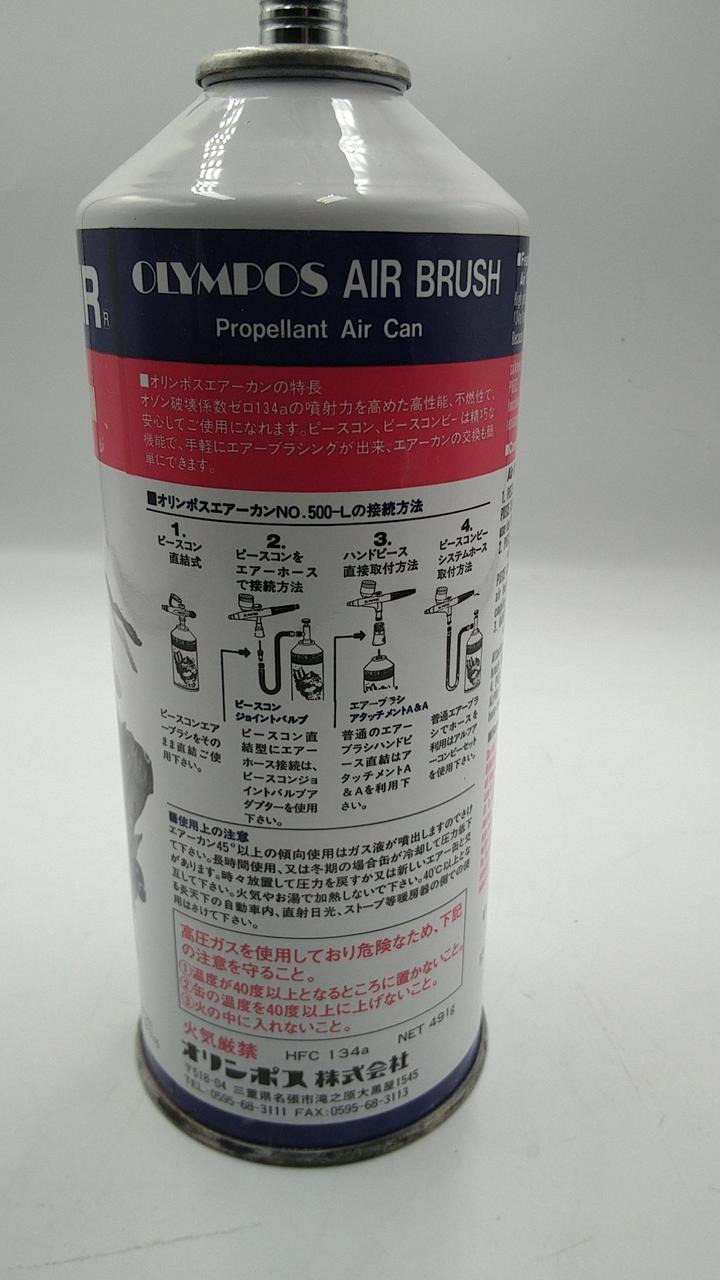 R®
OLYMPOS AIR BRUSH
Propellant Air Can
■オリンポスエアーカンの特長
オゾン破壊係数ゼロ134aの噴射力を高めた高性能、不燃性で、
安心してご使用になれます。ピースコン、ピースコンビーは精巧な
機能で、手軽にエアーブラシングが出来、エアーカンの交換も簡
単にできます。
■オリンポスエアーカンNO.500-Lの接続方法
1.
ピースコン
直結式
2.
ピースコンを
エアーホース
で接続方法
3.
ハンドピース
直接取付方法
4.
ピースコンビー
システムホース
取付方法
ピースコン
ジョイントバルブ
エアーブラシ
アタッチメントA&A
ピースコンエア
ーブラシをその
まま直結ご使
用下さい。
ピースコン直
結型にエアー
ホース接続は、
ピースコンジョ
イントバルブア
ダプターを使用
下さい。
普通のエアー
ブラシハンドピ
ース直結はア
タッチメントA
&Aを利用下
さい。
普通エアーブラ
シでホースを
利用はアルファ
ーコンビーセット
を使用下さい。
■使用上の注意
エアーカン45°以上の傾向使用はガス液が噴出しますのでさけ
て下さい。長時間使用、又は冬期の場合缶が冷却して圧力低下
があります。時々放置して圧力を戻すか又は新しいエアー缶と交
互して下さい。火気やお湯で加熱しないで下さい。40℃以上とな
る炎天下の自動車内、直射日光、ストーブ等暖房器の側での使
用はさけて下さい。
高圧ガスを使用しており危険なため、下記
の注意を守ること。
①温度が40度以上となるところに置かないこと。
②缶の温度を40度以上に上げないこと。
③火の中に入れないこと。
火気厳禁 HFC 134a NET 491g
オリンポス 株式会社
〒518-04 三重県名張市滝之原大黒屋1545
TEL:0595-68-3111 FAX:0595-68-3113